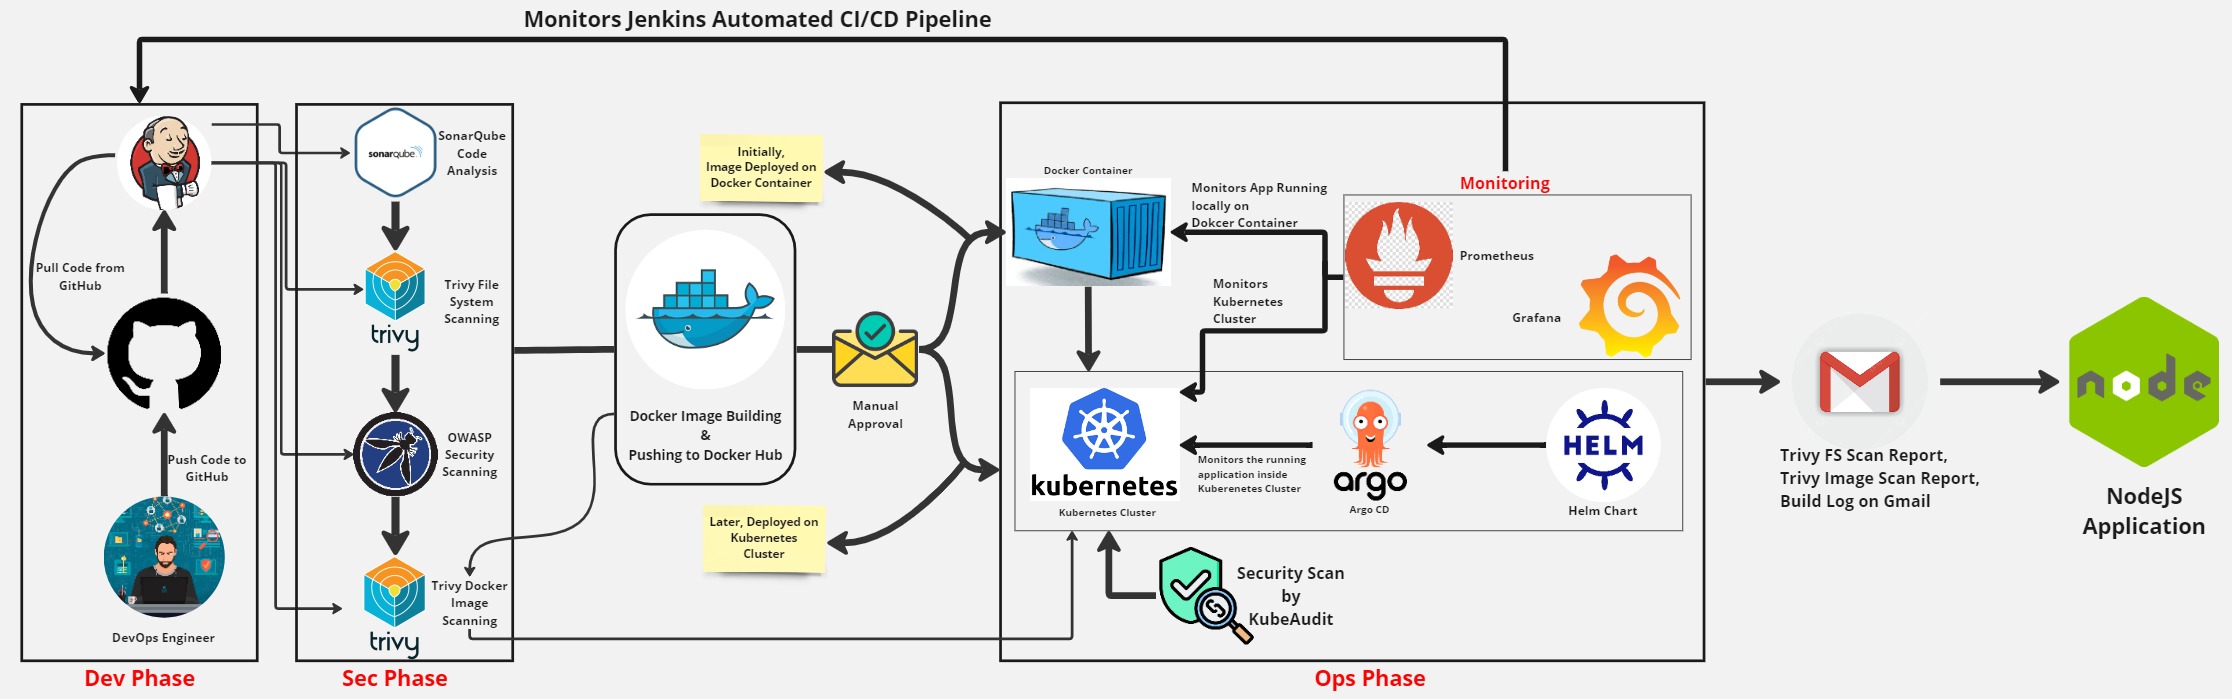 Monitors Jenkins Automated CI/CD Pipeline
Pull Code from
GitHub
Push Code to
GitHub
DevOps Engineer
Dev Phase
sonarqube
SonarQube
Code
Analysis
trivy
Trivy File
System
Scanning
OWASP
Security
Scanning
trivy
Trivy Docker
Image
Scanning
Sec Phase
Docker Image Building
&
Pushing to Docker Hub
Initially,
Image Deployed on
Docker Container
Manual
Approval
Later, Deployed on
Kubernetes
Cluster
Docker Container
Monitors App Running
locally on
Dokcer Container
Monitors
Kubernetes
Cluster
Monitoring
Prometheus
Grafana
kubernetes
Kubernetes Cluster
Monitors the running
application inside
Kuberenetes Cluster
argo
Argo CD
HELM
Helm Chart
Security Scan
by
KubeAudit
Ops Phase
Trivy FS Scan Report,
Trivy Image Scan Report,
Build Log on Gmail
node
NodeJS
Application